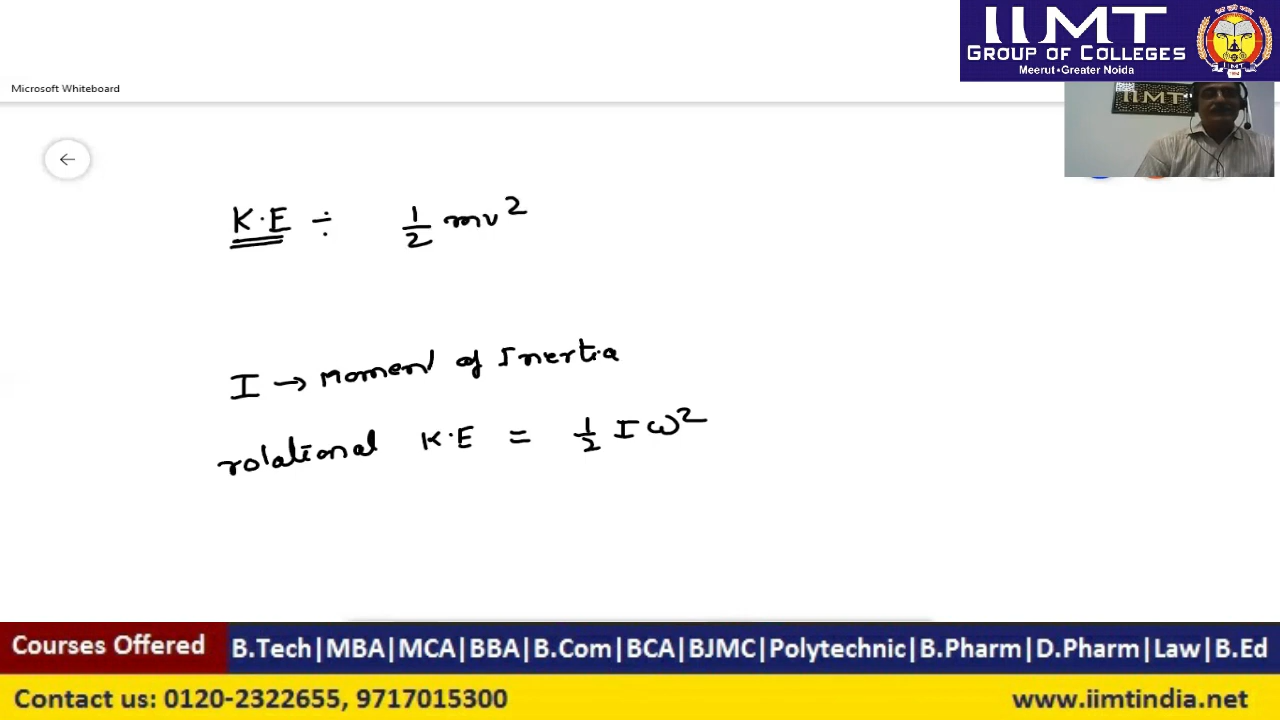 IIMT
GROUP OF COLLEGES
Meerut•Greater Noida
Microsoft Whiteboard
IIMT
K.E ÷ 1/2 mv²
I → Moment of Inertia
rotational K.E = 1/2 I ω²
Courses Offered B.Tech|MBA|MCA|BBA|B.Com|BCA|BJMC|Polytechnic|B.Pharm|D.Pharm|Law|B.Ed
Contact us: 0120-2322655, 9717015300 www.iimtindia.net